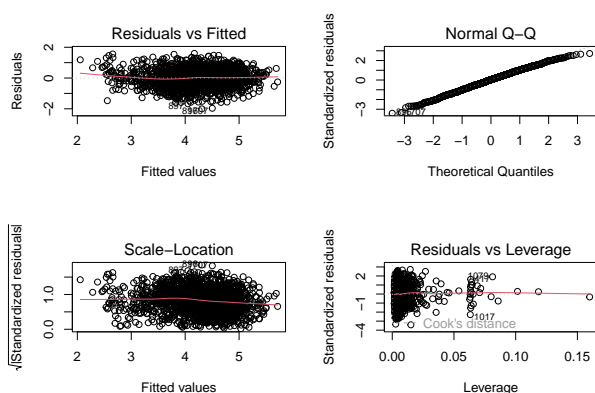 Residuals vs Fitted
Residuals
2
0
−2
2 3 4 5
Fitted values
Normal Q−Q
Standardized residuals
2
0
−3
−3 −2 −1 0 1 2 3
Theoretical Quantiles
Scale−Location
√|Standardized residuals|
1.0
0.0
2 3 4 5
Fitted values
Residuals vs Leverage
Standardized residuals
2
−1
−4
1079
1017
Cook's distance
0.00 0.05 0.10 0.15
Leverage